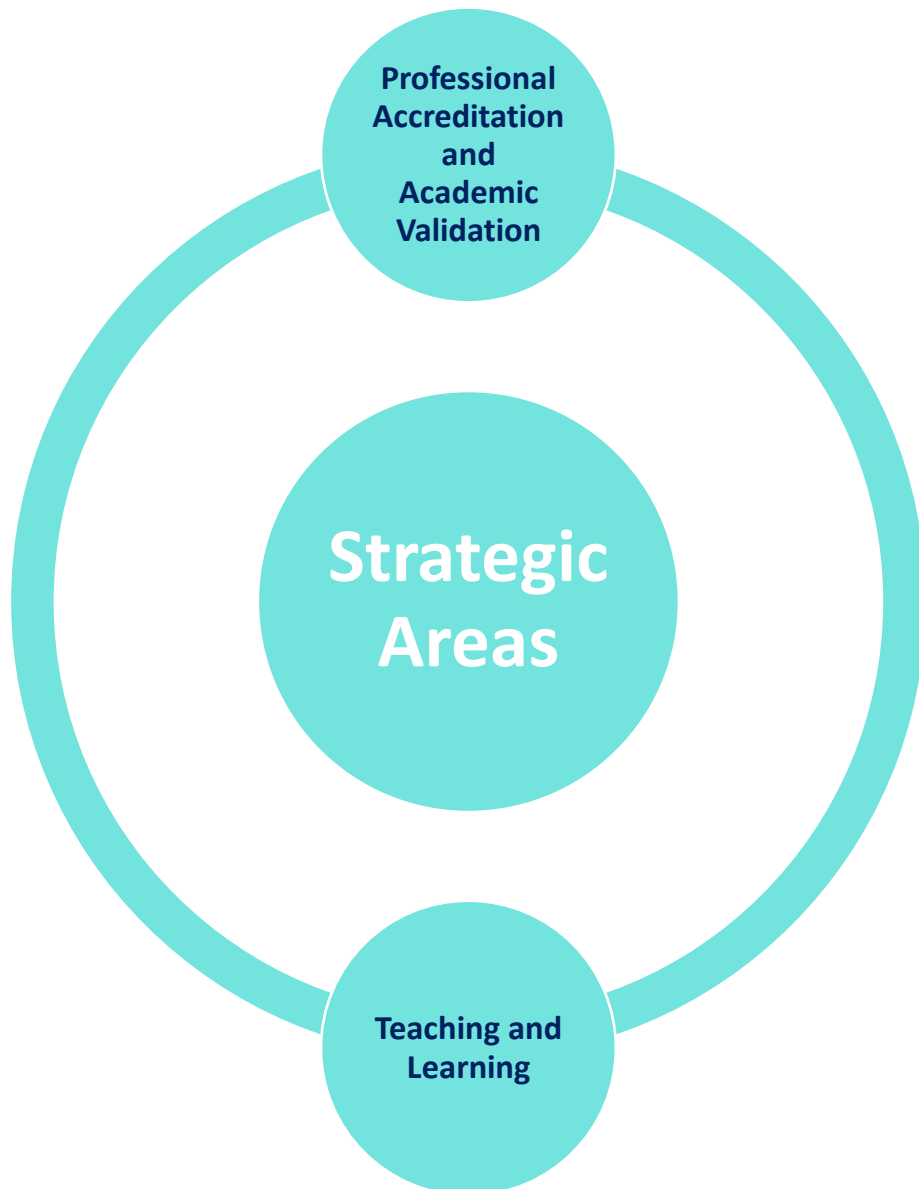 Professional
Accreditation
and
Academic
Validation
Strategic
Areas
Teaching and
Learning